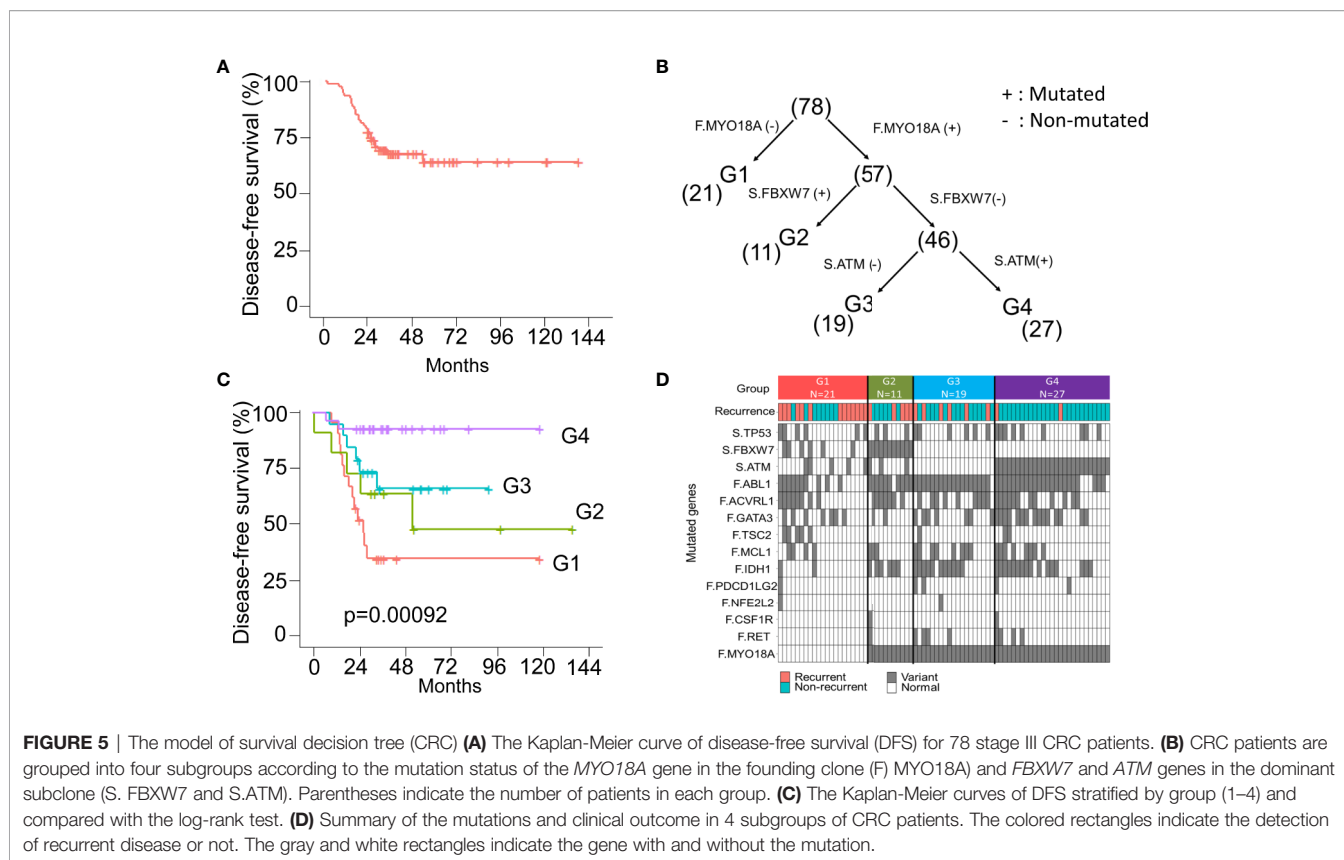 A
Disease-free survival (%)
100
75
50
25
0
0 24 48 72 96 120 144
Months
B
+ : Mutated
- : Non-mutated
(78)
F.MYO18A (-)
F.MYO18A (+)
G1
(21)
(57)
S.FBXW7 (+)
S.FBXW7(-)
G2
(11)
(46)
S.ATM (-)
S.ATM(+)
G3
(19)
G4
(27)
C
Disease-free survival (%)
100
75
50
25
0
G4
G3
G2
G1
p=0.00092
0 24 48 72 96 120 144
Months
D
Group
G1 G2 G3 G4
N=21 N=11 N=19 N=27
Recurrence
Mutated genes
S.TP53
S.FBXW7
S.ATM
F.ABL1
F.ACVRL1
F.GATA3
F.TSC2
F.MCL1
F.IDH1
F.PDCD1LG2
F.NFE2L2
F.CSF1R
F.RET
F.MYO18A
Recurrent Variant
Non-recurrent Normal
FIGURE 5 | The model of survival decision tree (CRC) (A) The Kaplan-Meier curve of disease-free survival (DFS) for 78 stage III CRC patients. (B) CRC patients are
grouped into four subgroups according to the mutation status of the MYO18A gene in the founding clone (F) MYO18A) and FBXW7 and ATM genes in the dominant
subclone (S. FBXW7 and S.ATM). Parentheses indicate the number of patients in each group. (C) The Kaplan-Meier curves of DFS stratified by group (1–4) and
compared with the log-rank test. (D) Summary of the mutations and clinical outcome in 4 subgroups of CRC patients. The colored rectangles indicate the detection
of recurrent disease or not. The gray and white rectangles indicate the gene with and without the mutation.